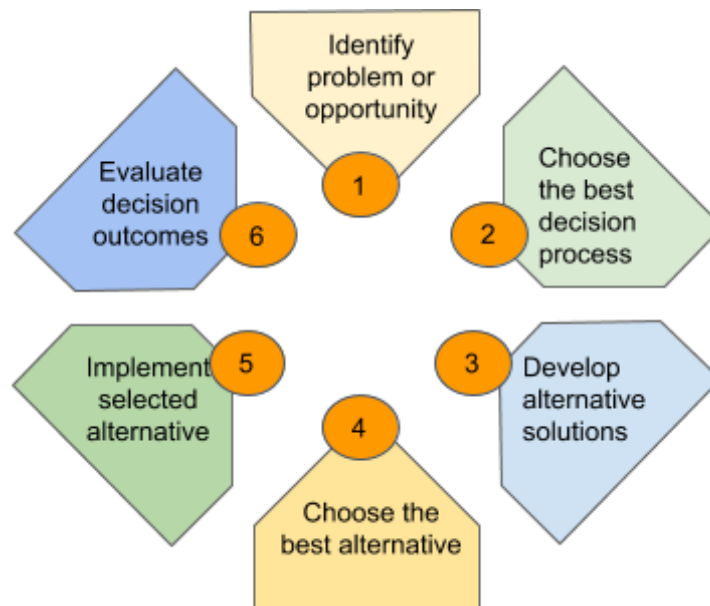 Identify
problem or
opportunity
1
Choose
the best
decision
process
2
Develop
alternative
solutions
3
Choose the
best alternative
4
Implement
selected
alternative
5
Evaluate
decision
outcomes
6